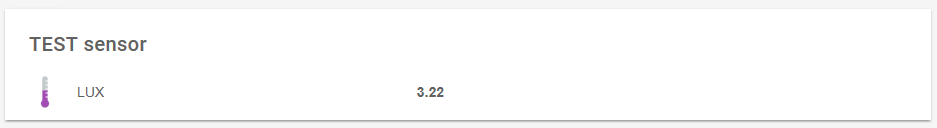 TEST sensor
LUX 3.22